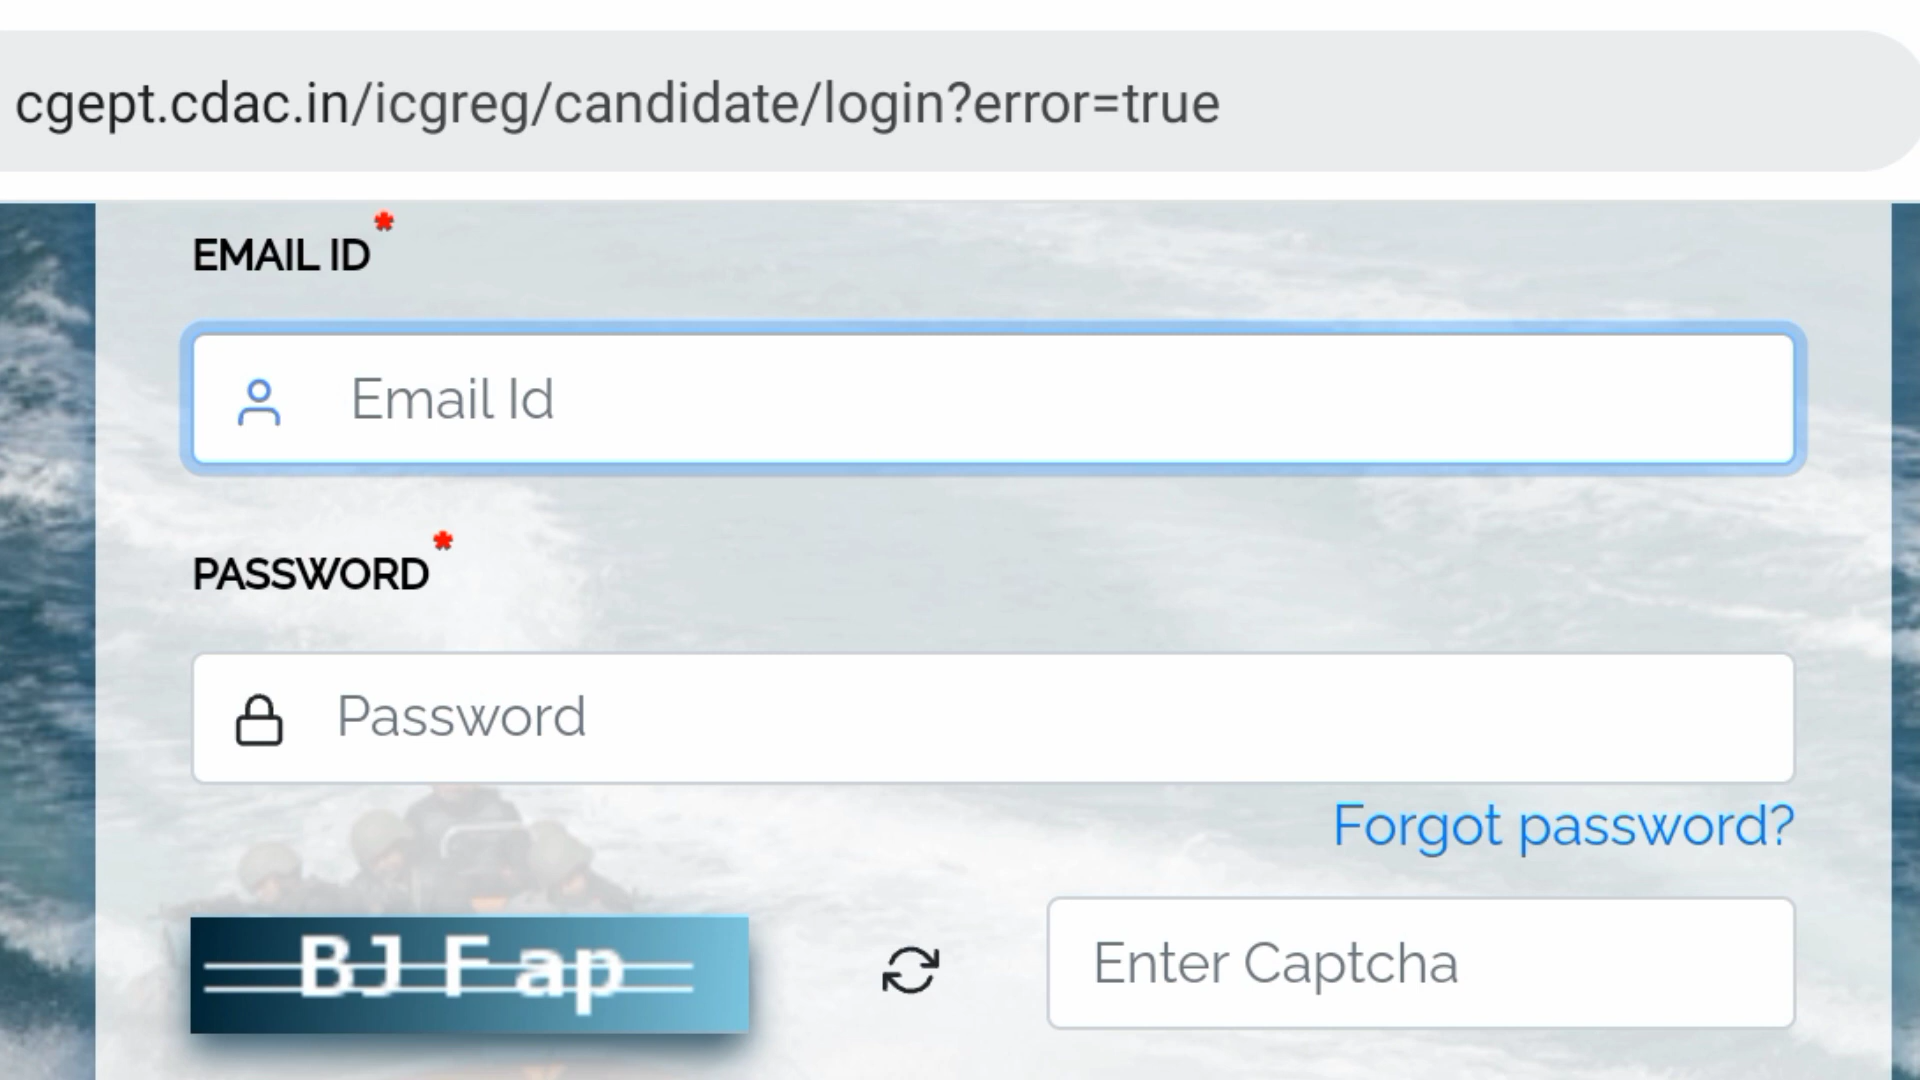 cgept.cdac.in/icgreg/candidate/login?error=true
EMAIL ID*
Email Id
PASSWORD*
Password
Forgot password?
BJFap
Enter Captcha